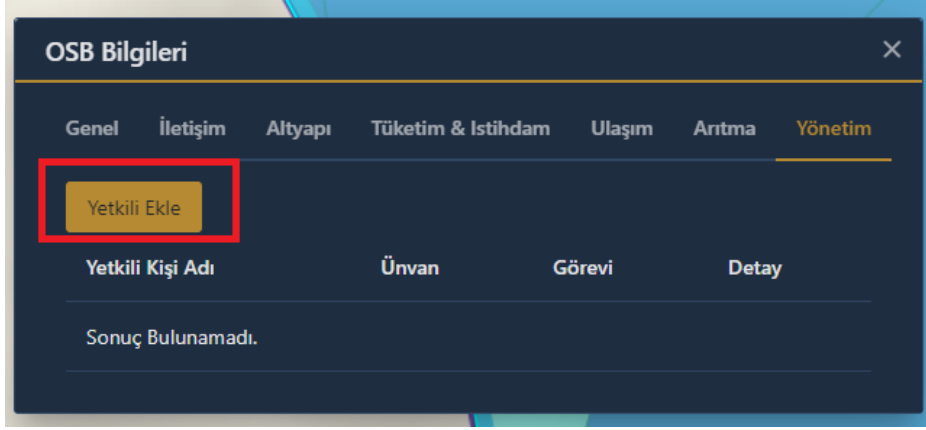 OSB Bilgileri
Genel İletişim Altyapı Tüketim & Istihdam Ulaşım Arıtma Yönetim
Yetkili Ekle
Yetkili Kişi Adı Ünvan Görevi Detay
Sonuç Bulunamadı.